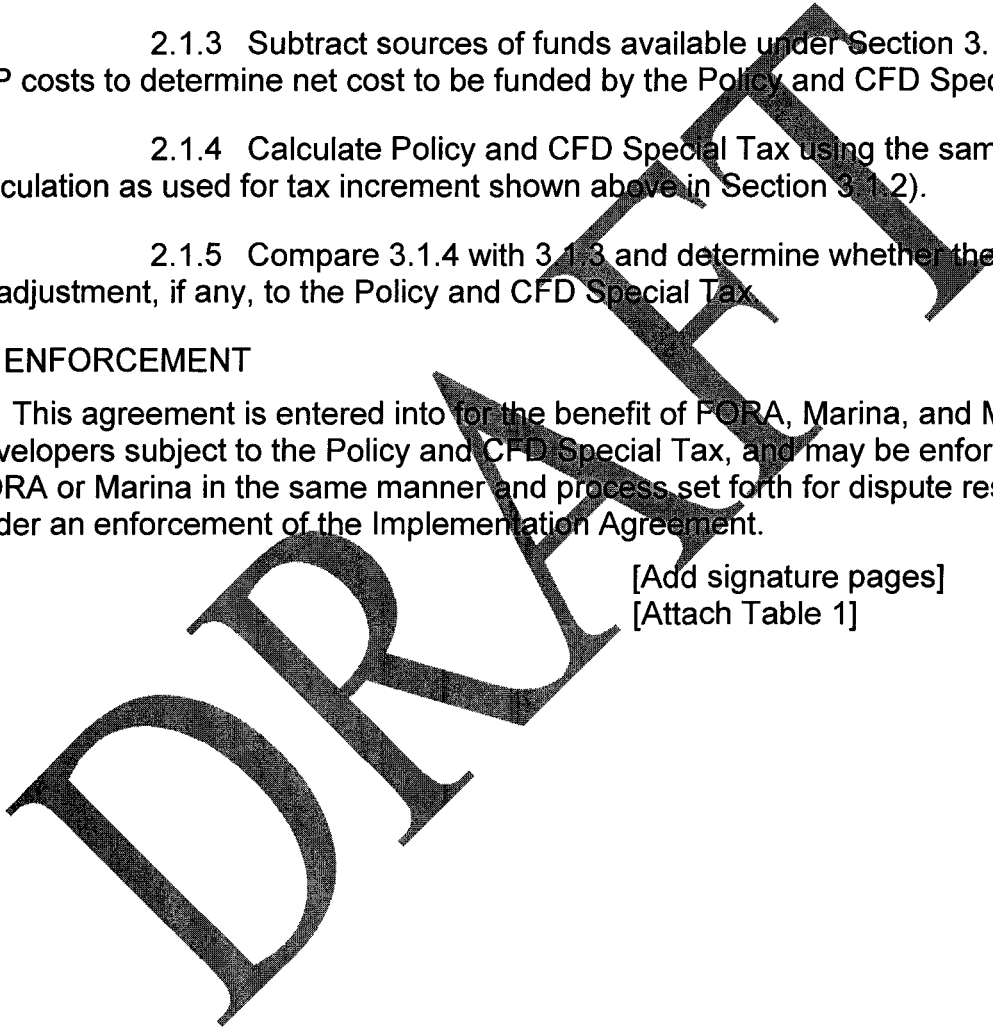 2.1.3 Subtract sources of funds available under Section 3.
P costs to determine net cost to be funded by the Policy and CFD Spec
2.1.4 Calculate Policy and CFD Special Tax using the sam
culation as used for tax increment shown above in Section 3.1.2).
2.1.5 Compare 3.1.4 with 3.1.3 and determine whether the
adjustment, if any, to the Policy and CFD Special Tax.
ENFORCEMENT
This agreement is entered into for the benefit of FORA, Marina, and M
velopers subject to the Policy and CFD Special Tax, and may be enfor
ORA or Marina in the same manner and process set forth for dispute res
der an enforcement of the Implementation Agreement.
[Add signature pages]
[Attach Table 1]
DRAFT